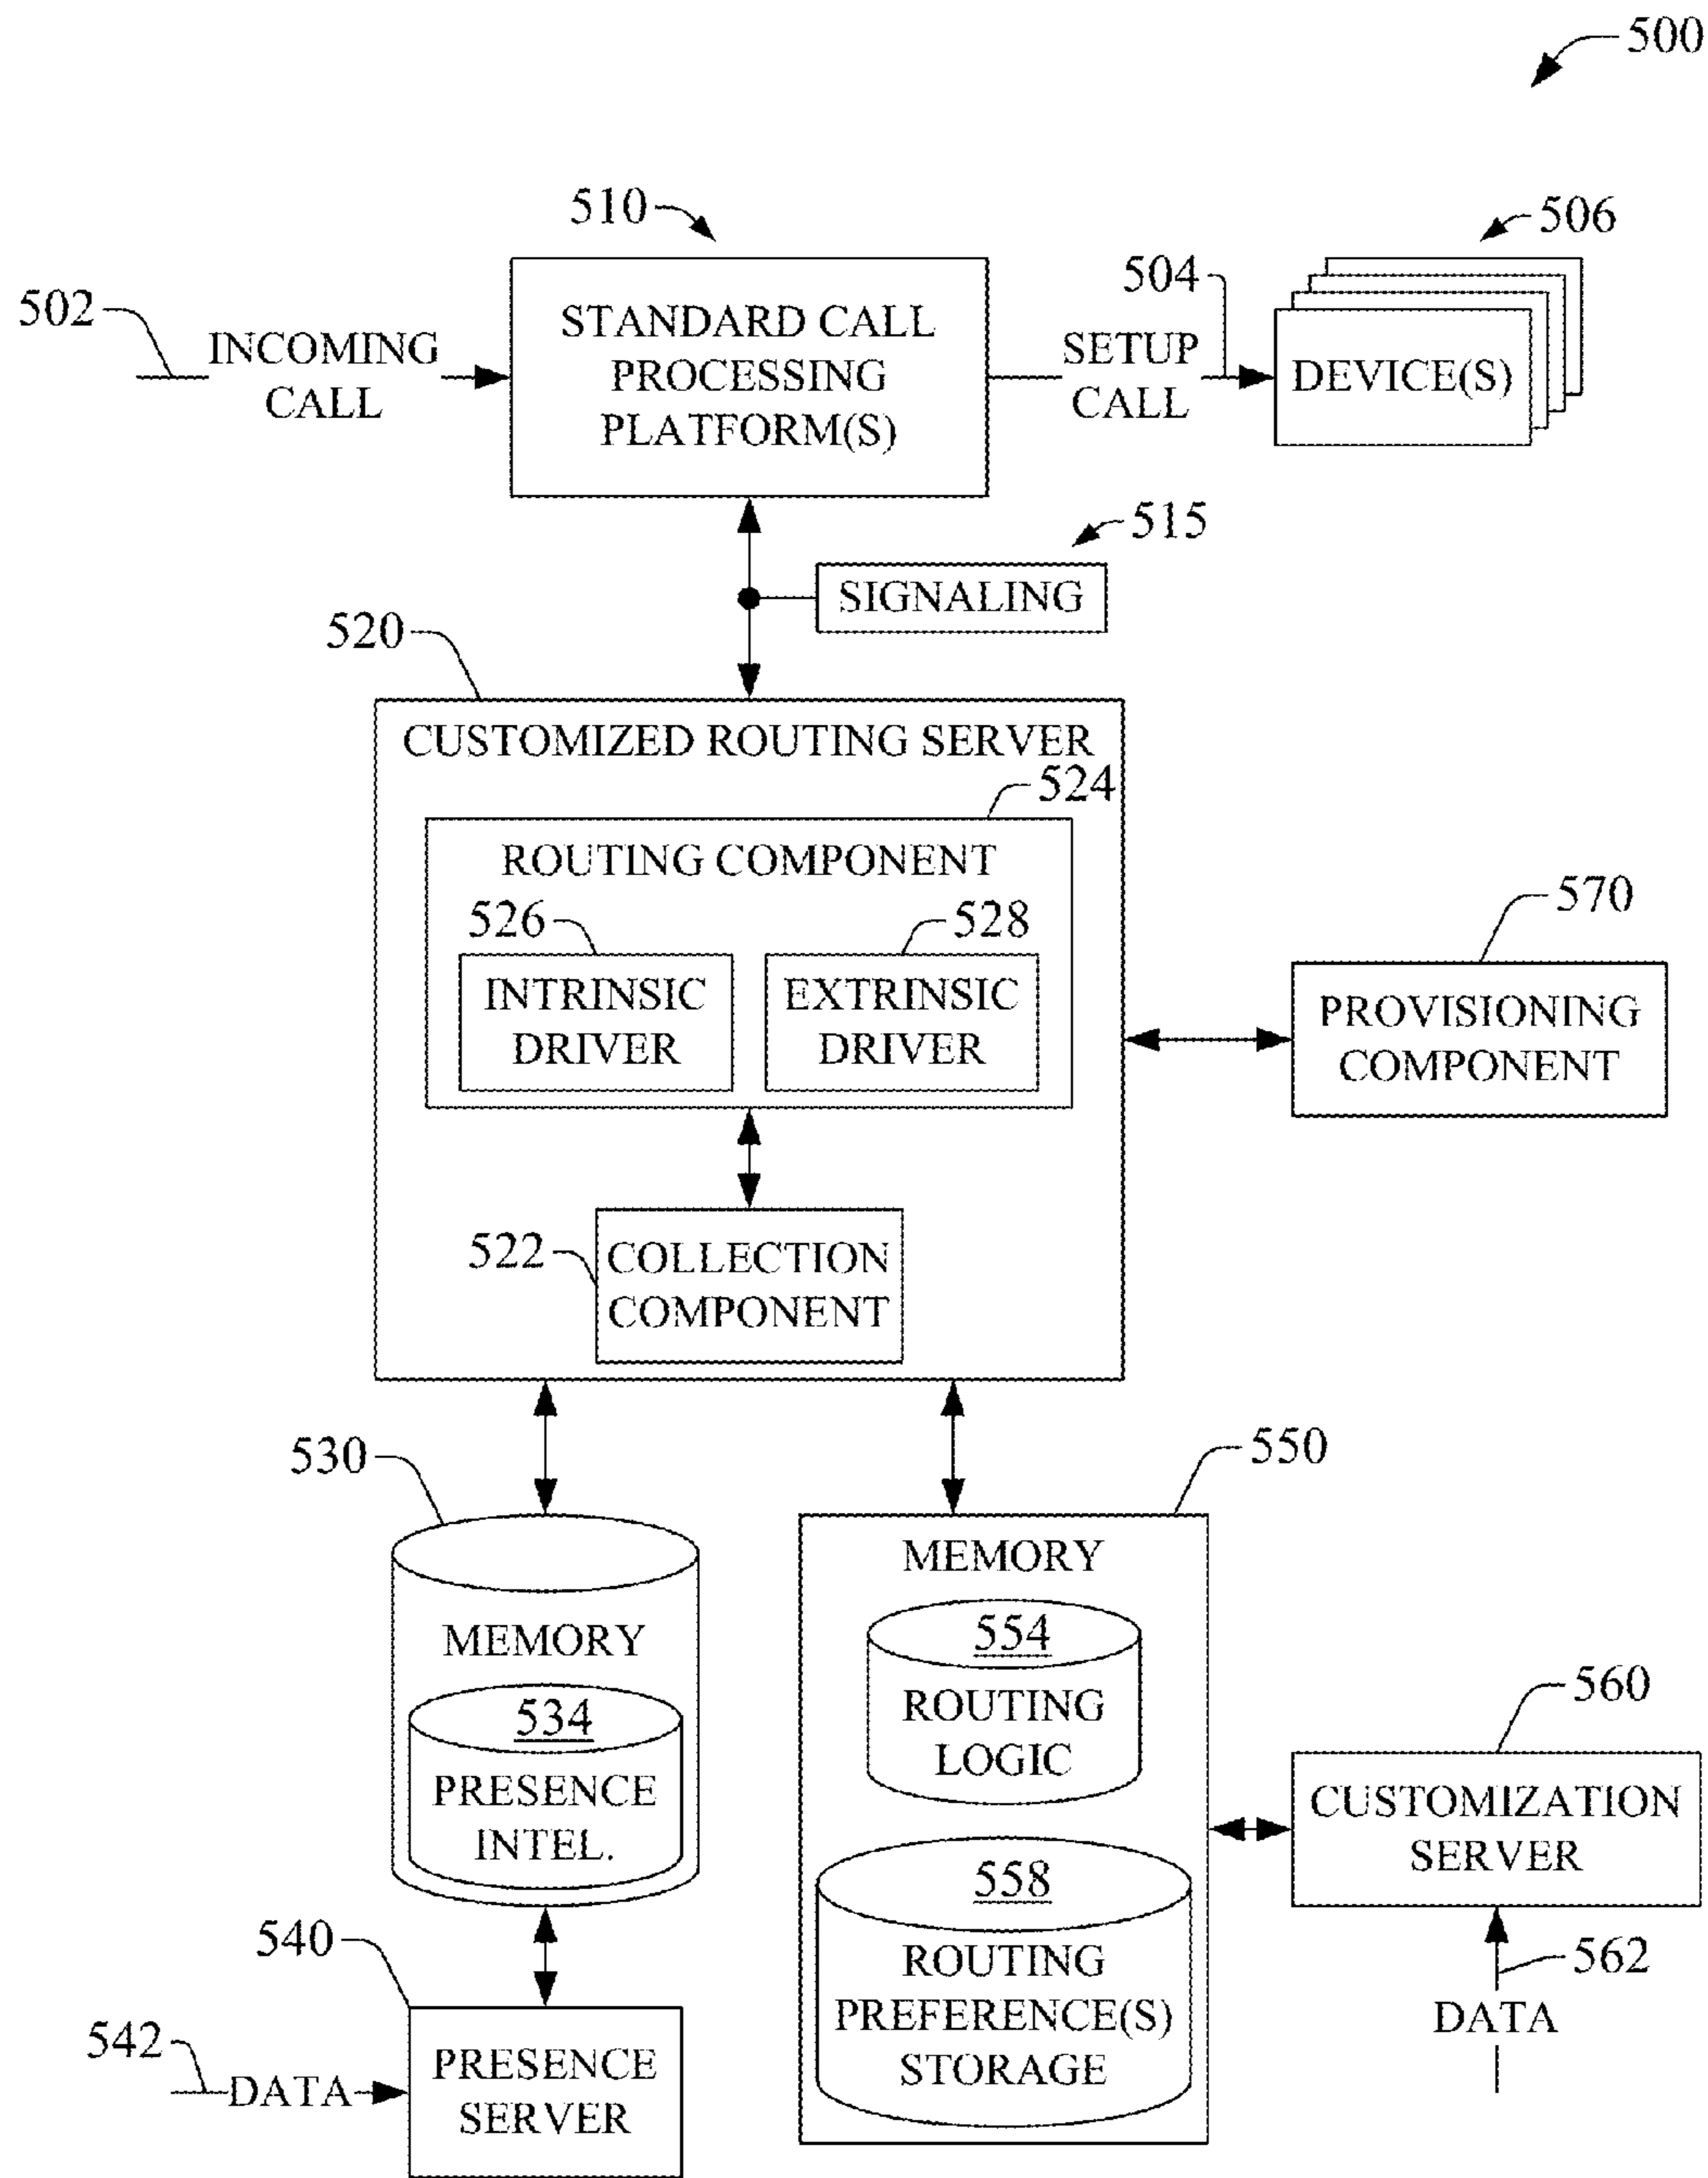 500
510
506
502
504
INCOMING
CALL
STANDARD CALL
PROCESSING
PLATFORM(S)
SETUP
CALL
DEVICE(S)
515
SIGNALING
520
CUSTOMIZED ROUTING SERVER
524
ROUTING COMPONENT
526
528
INTRINSIC
DRIVER
EXTRINSIC
DRIVER
570
PROVISIONING
COMPONENT
522
COLLECTION
COMPONENT
530
550
MEMORY
534
PRESENCE
INTEL.
MEMORY
554
ROUTING
LOGIC
558
ROUTING
PREFERENCE(S)
STORAGE
560
CUSTOMIZATION
SERVER
562
DATA
540
542
DATA
PRESENCE
SERVER